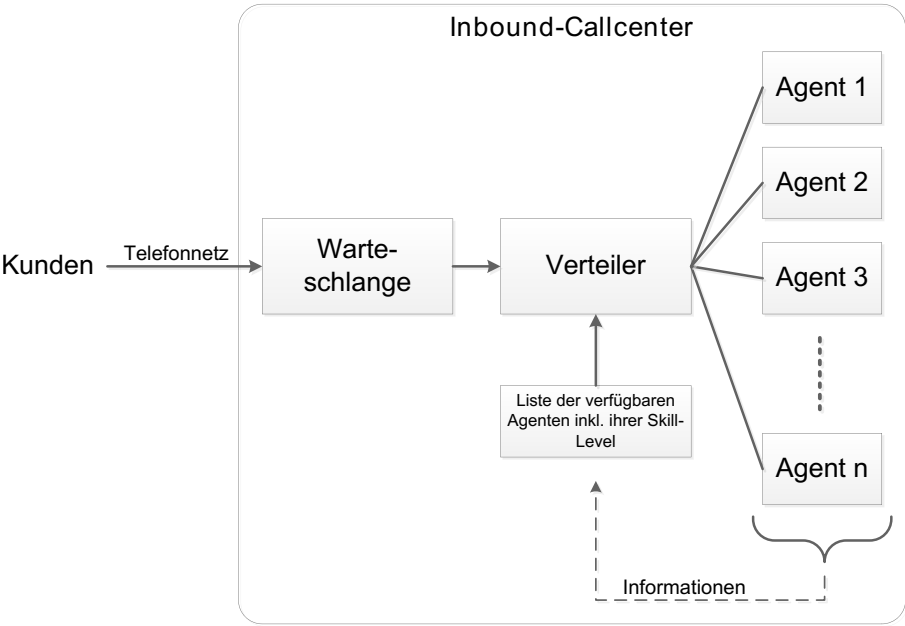 Inbound-Callcenter
Agent 1
Agent 2
Kunden
Telefonnetz
Warte-
schlange
Verteiler
Agent 3
Liste der verfügbaren
Agenten inkl. ihrer Skill-
Level
Agent n
Informationen